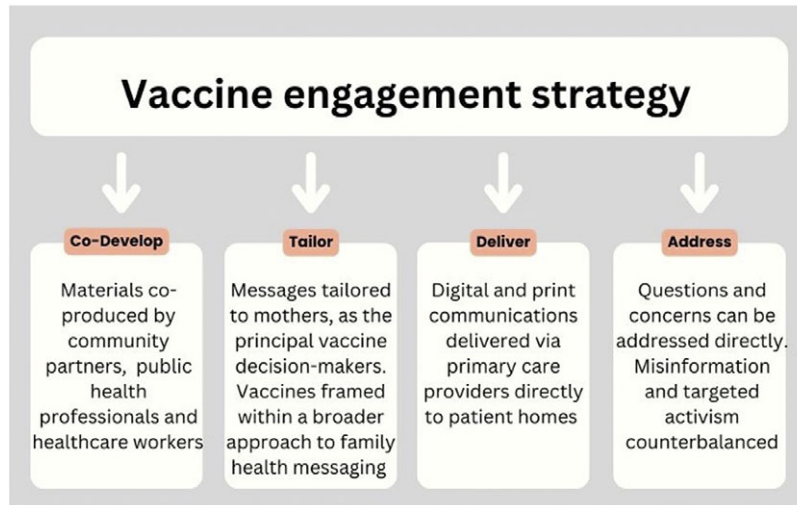 Vaccine engagement strategy
Co-Develop
Materials co-
produced by
community
partners, public
health
professionals and
healthcare workers
Tailor
Messages tailored
to mothers, as the
principal vaccine
decision-makers.
Vaccines framed
within a broader
approach to family
health messaging
Deliver
Digital and print
communications
delivered via
primary care
providers directly
to patient homes
Address
Questions and
concerns can be
addressed directly.
Misinformation
and targeted
activism
counterbalanced